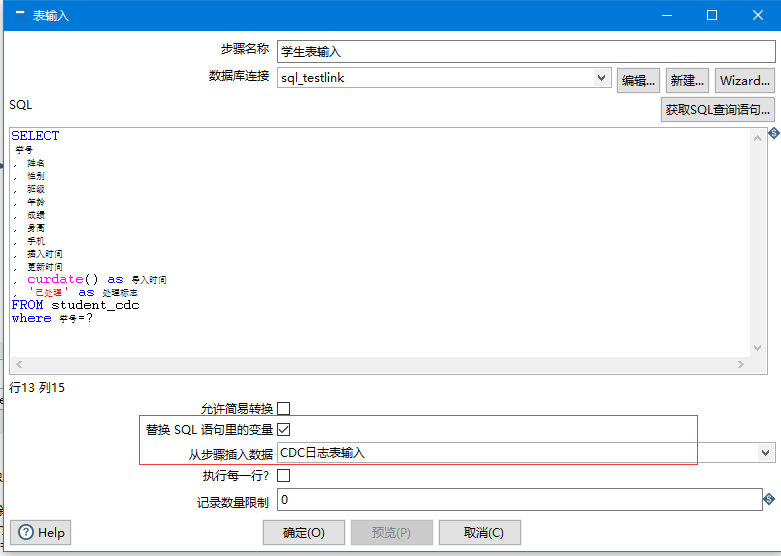 表输入
步骤名称 学生表输入
数据库连接 sql_testlink 编辑... 新建... Wizard...
SQL 获取SQL查询语句...
SELECT
学号
, 姓名
, 性别
, 班级
, 年龄
, 成绩
, 身高
, 手机
, 插入时间
, 更新时间
, curdate() as 导入时间
, '已处理' as 处理标志
FROM student_cdc
where 学号=?
行13 列15
允许简易转换
替换 SQL 语句里的变量
从步骤插入数据 CDC日志表输入
执行每一行?
记录数量限制 0
Help 确定(O) 预览(P) 取消(C)